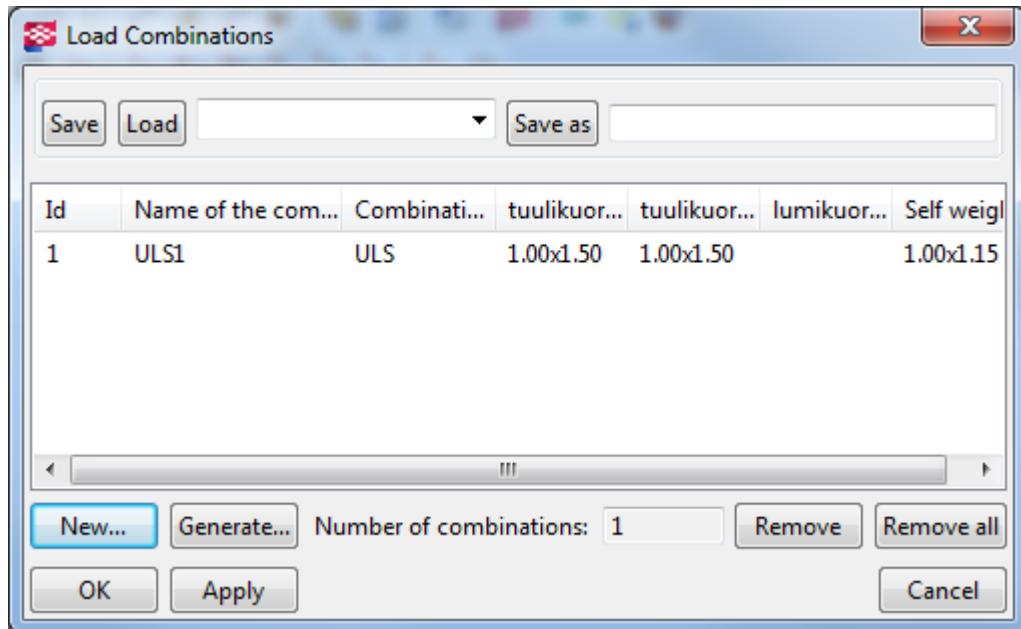 Load Combinations
Save Load Save as
Id Name of the com... Combinati... tuulikuor... tuulikuor... lumikuor... Self weigl
1 ULS1 ULS 1.00x1.50 1.00x1.50 1.00x1.15
New... Generate... Number of combinations: 1 Remove Remove all
OK Apply Cancel